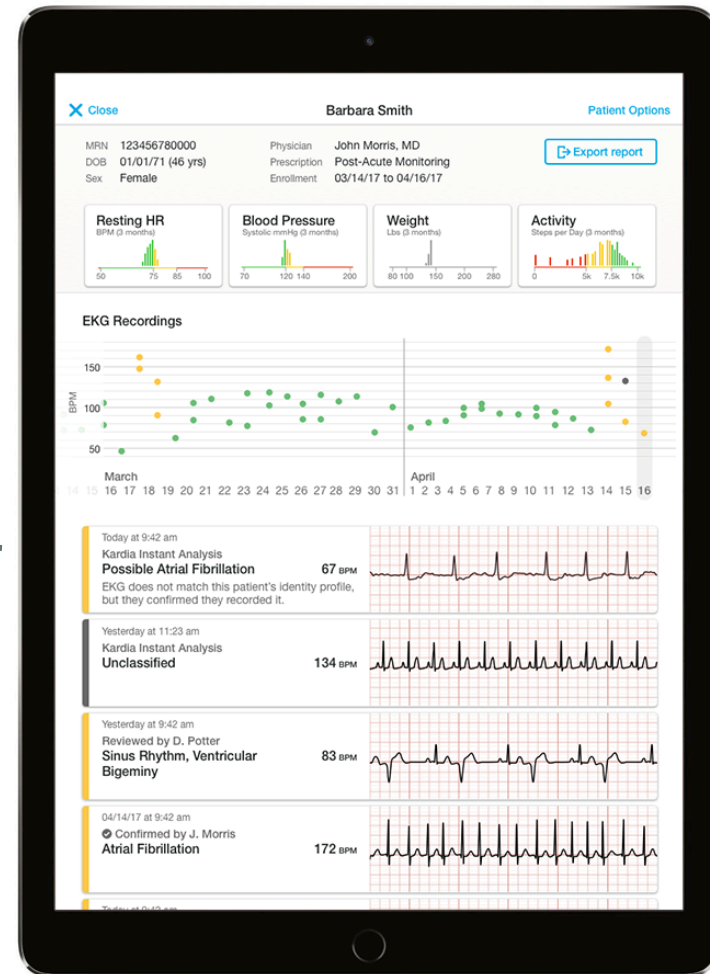 Close
Barbara Smith
Patient Options
MRN 123456780000
DOB 01/01/71 (46 yrs)
Sex Female
Physician John Morris, MD
Prescription Post-Acute Monitoring
Enrollment 03/14/17 to 04/16/17
Export report
Resting HR
BPM (3 months)
50 75 85 100
Blood Pressure
Systolic mmHg (3 months)
70 120 140 200
Weight
Lbs (3 months)
80 100 150 200 280
Activity
Steps per Day (3 months)
0 5k 7.5k 10k
EKG Recordings
BPM
150
100
50
March
April
14 15 16 17 18 19 20 21 22 23 24 25 26 27 28 29 30 31 1 2 3 4 5 6 7 8 9 10 11 12 13 14 15 16
Today at 9:42 am
Kardia Instant Analysis
Possible Atrial Fibrillation 67 BPM
EKG does not match this patient's identity profile,
but they confirmed they recorded it.
Yesterday at 11:23 am
Kardia Instant Analysis
Unclassified 134 BPM
Yesterday at 9:42 am
Reviewed by D. Potter
Sinus Rhythm, Ventricular 83 BPM
Bigeminy
04/14/17 at 9:42 am
Confirmed by J. Morris
Atrial Fibrillation 172 BPM
Today at 9:42 am